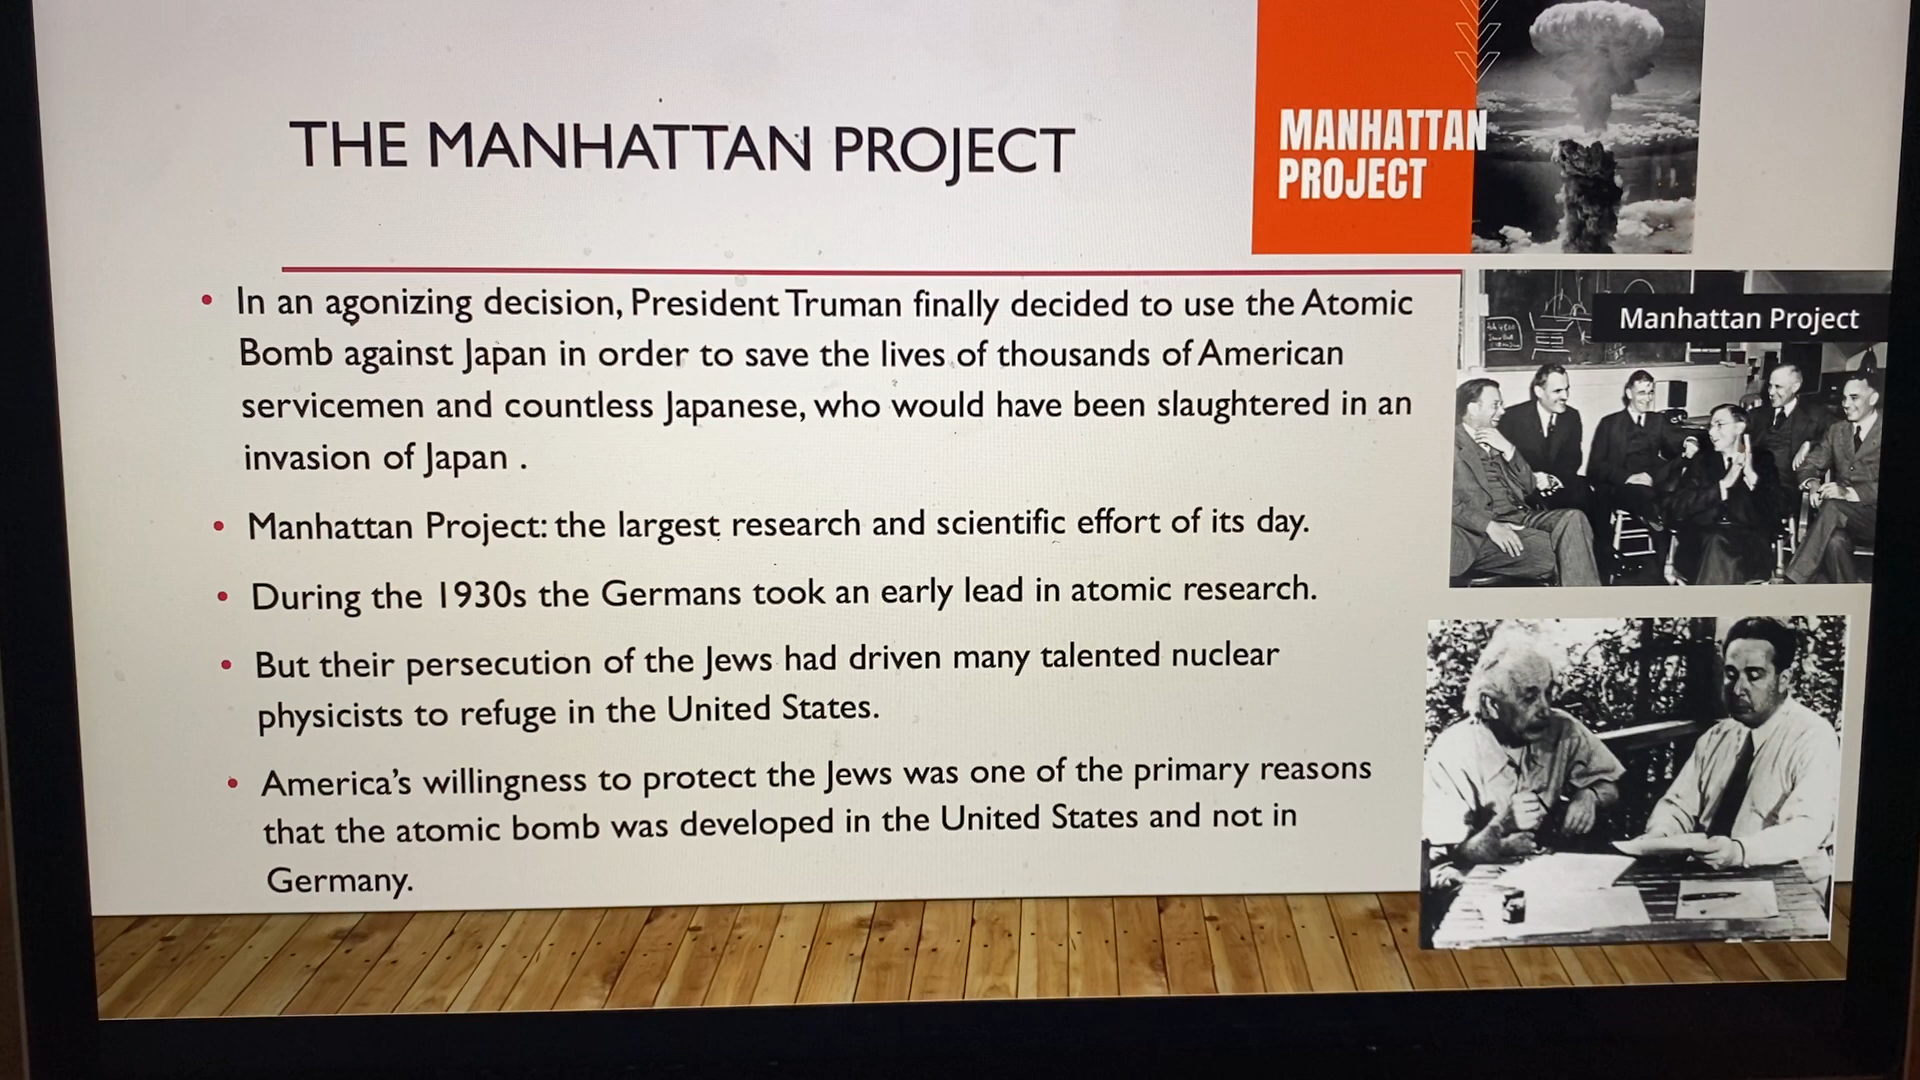 THE MANHATTAN PROJECT
MANHATTAN
PROJECT
• In an agonizing decision, President Truman finally decided to use the Atomic
Bomb against Japan in order to save the lives of thousands of American
servicemen and countless Japanese, who would have been slaughtered in an
invasion of Japan .
• Manhattan Project: the largest research and scientific effort of its day.
• During the 1930s the Germans took an early lead in atomic research.
• But their persecution of the Jews had driven many talented nuclear
physicists to refuge in the United States.
• America's willingness to protect the Jews was one of the primary reasons
that the atomic bomb was developed in the United States and not in
Germany.
Manhattan Project